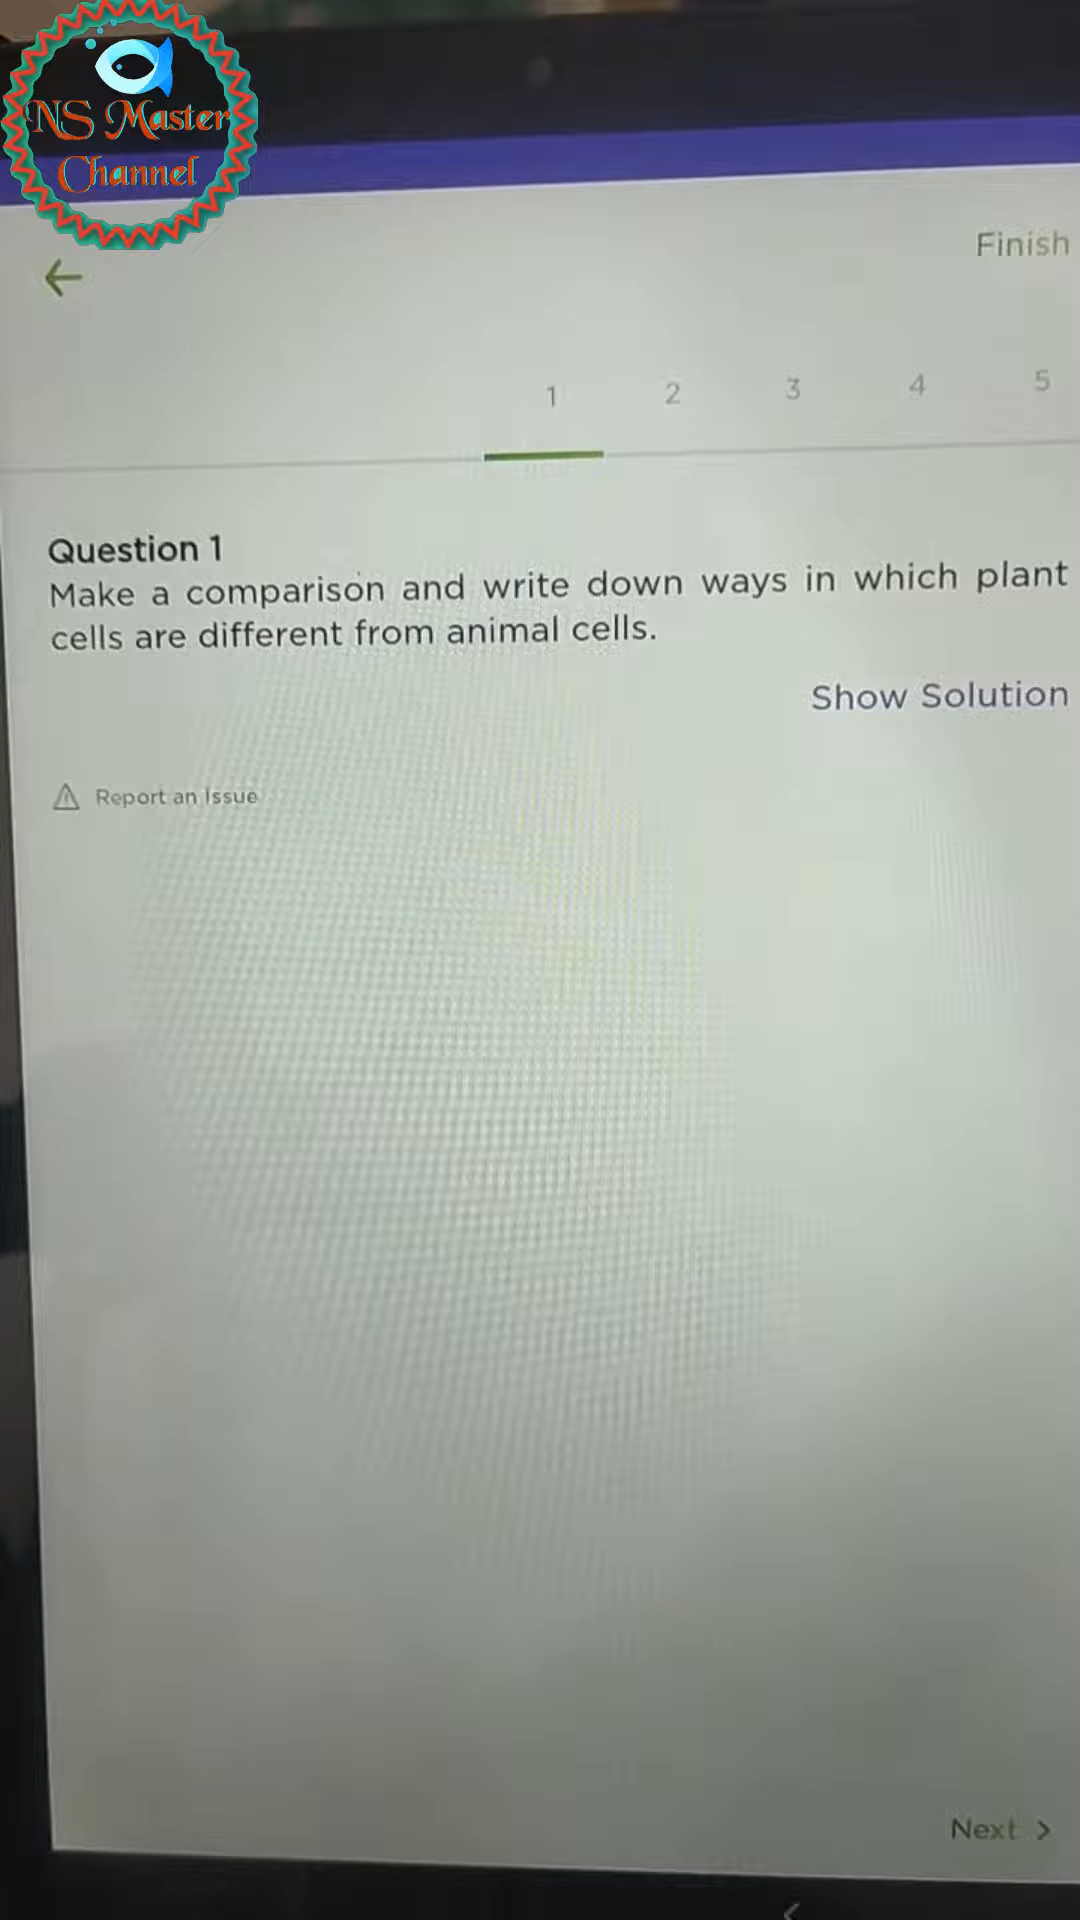 NS Master
Channel
Finish
1 2 3 4 5
Question 1
Make a comparison and write down ways in which plant
cells are different from animal cells.
Show Solution
Report an Issue
Next